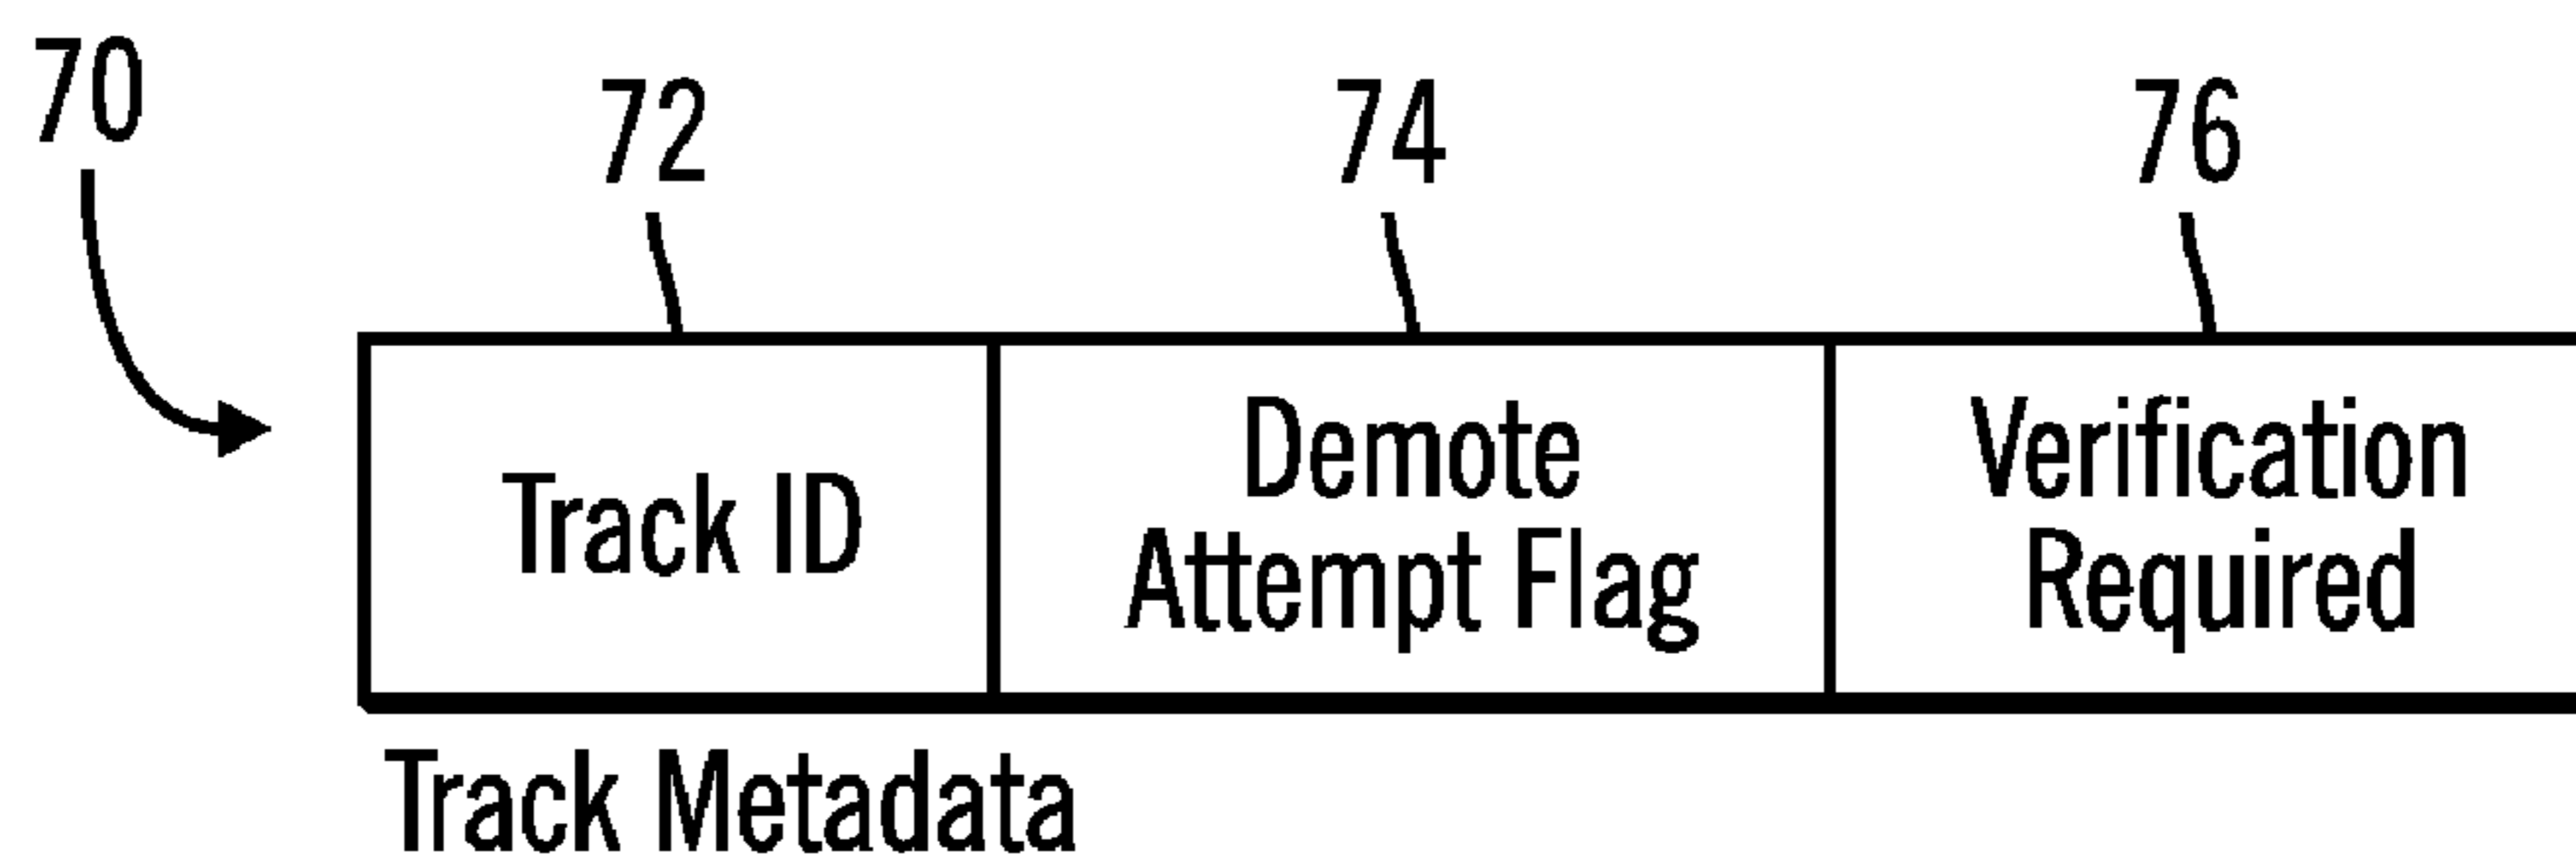 70
72
74
76
Track ID
Demote
Attempt Flag
Verification
Required
Track Metadata